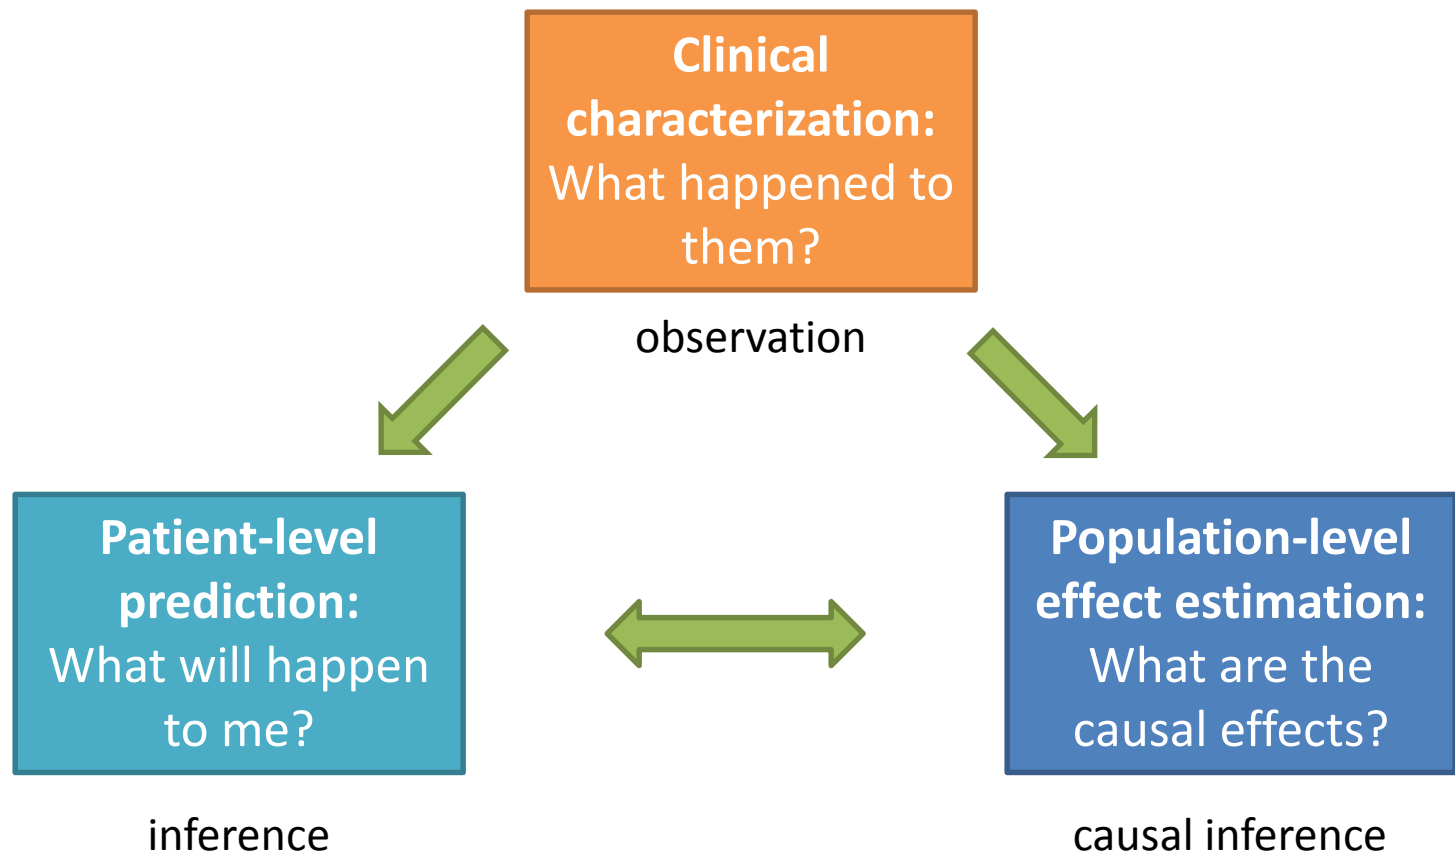 Clinical
characterization:
What happened to
them?
observation
Patient-level
prediction:
What will happen
to me?
inference
Population-level
effect estimation:
What are the
causal effects?
causal inference